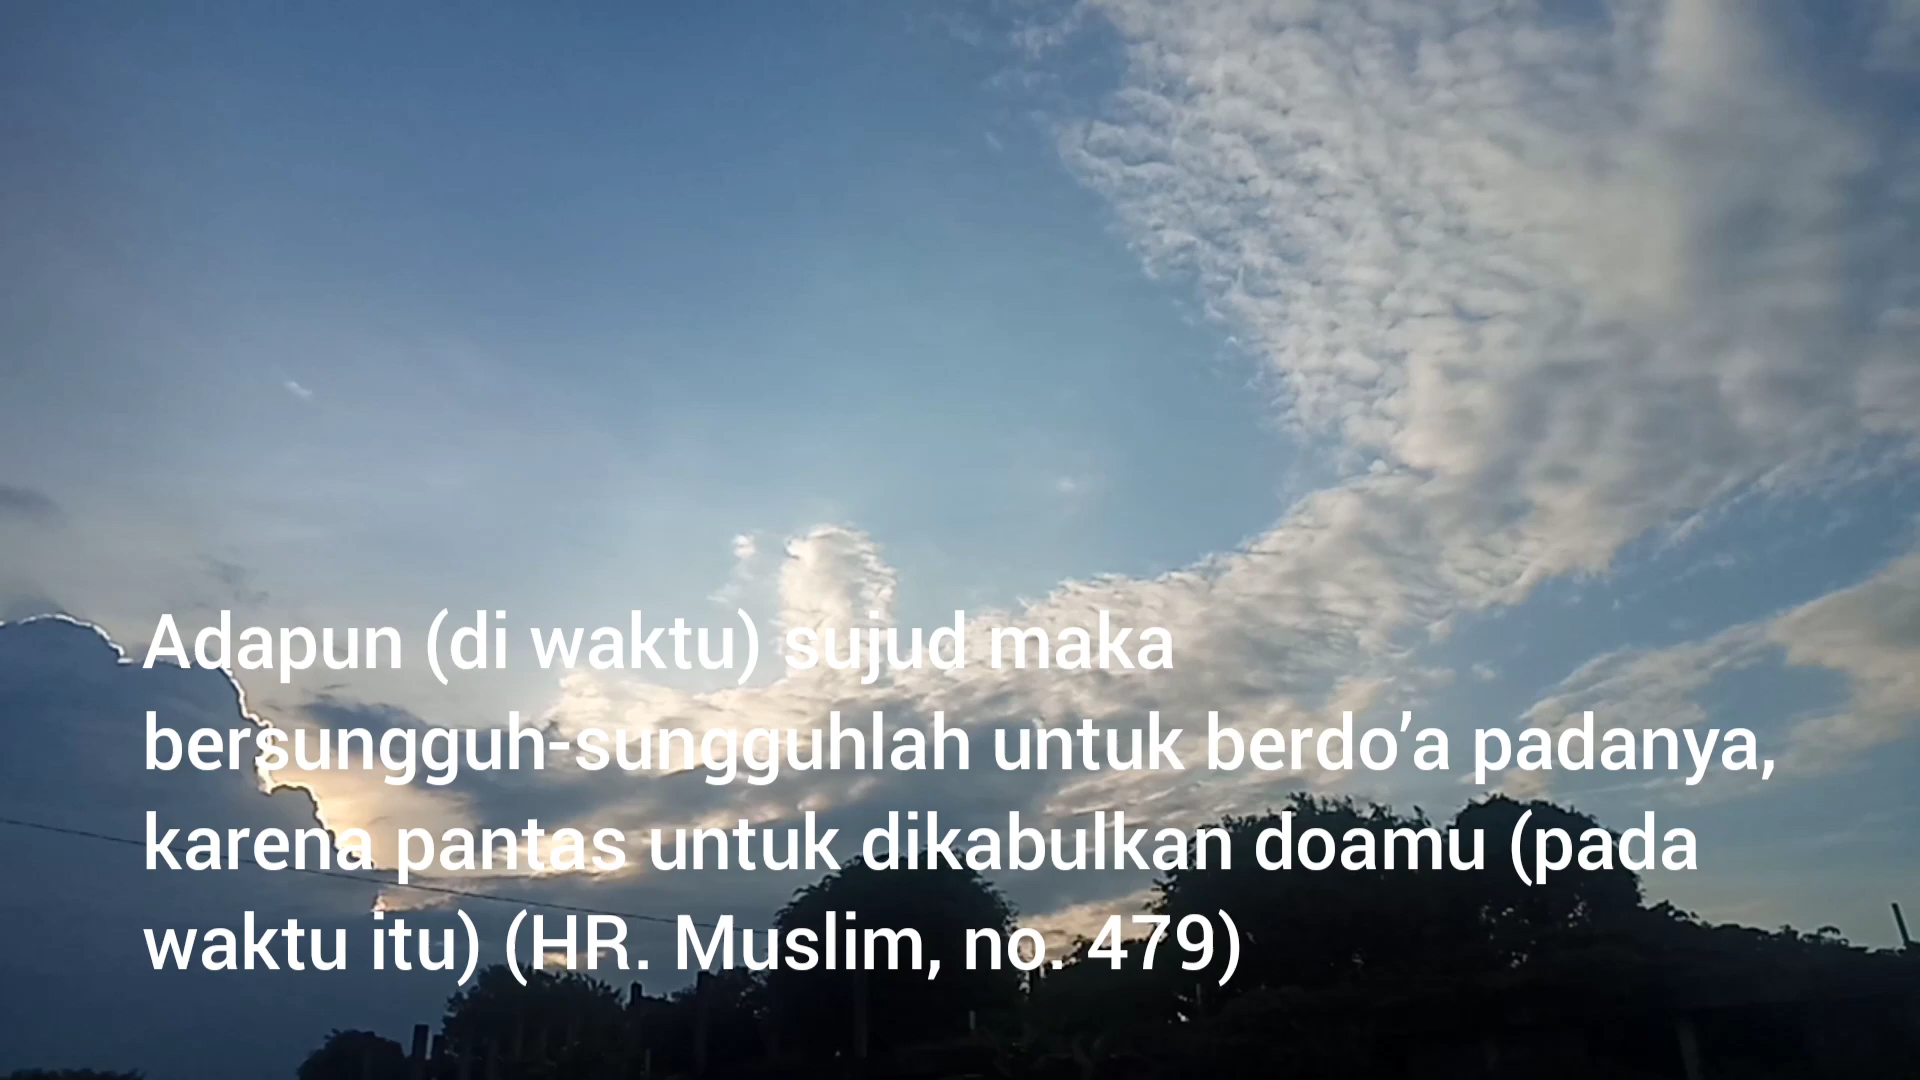 Adapun (di waktu) sujud maka
bersungguh-sungguhlah untuk berdo’a padanya,
karena pantas untuk dikabulkan doamu (pada
waktu itu) (HR. Muslim, no. 479)